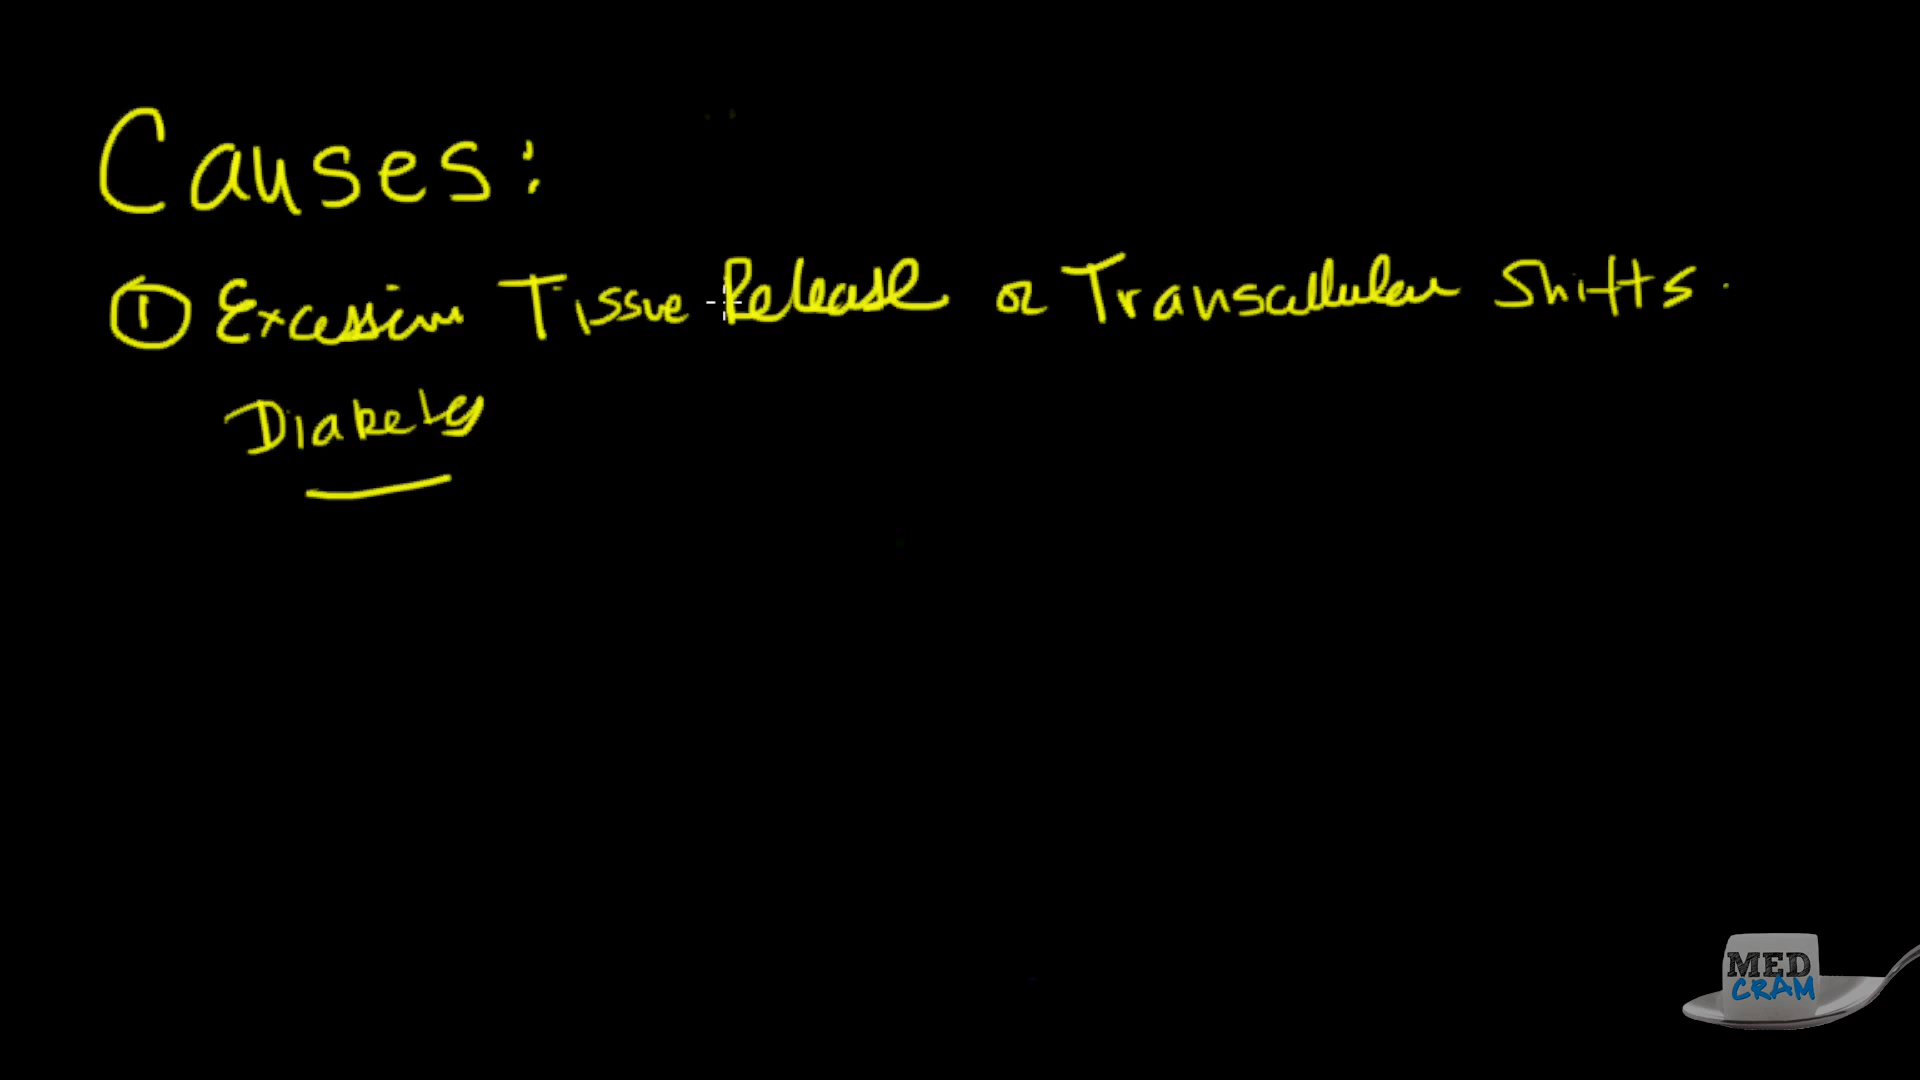 Causes:
① Excessive Tissue Release or Transcellular Shifts.
Diabetes
MED
CRAM